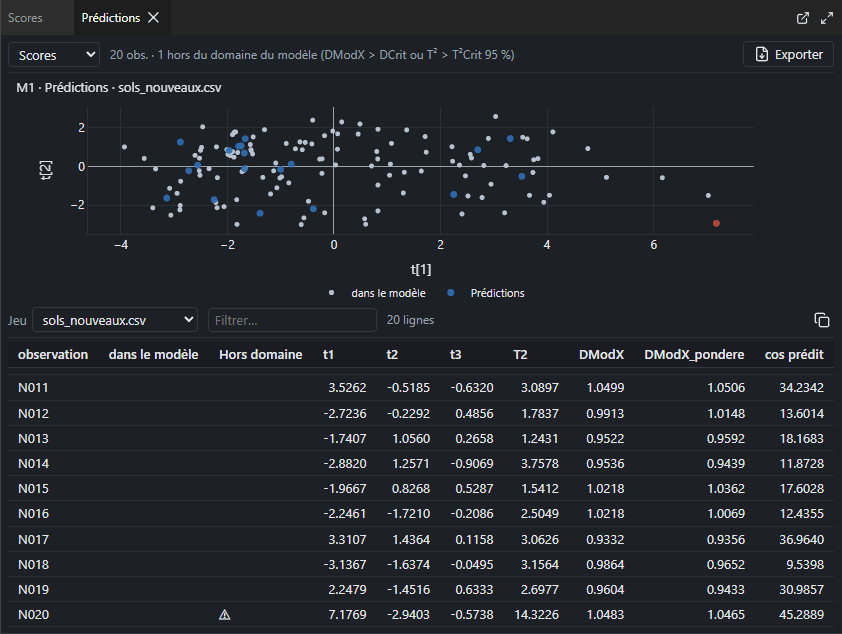 Scores Prédictions
Scores 20 obs. · 1 hors du domaine du modèle (DModX > DCrit ou T² > T²Crit 95 %) Exporter
M1 · Prédictions · sols_nouveaux.csv
2
0
−2
t[2]
−4 −2 0 2 4 6
t[1]
dans le modèle Prédictions
Jeu sols_nouveaux.csv Filtrer... 20 lignes
observation dans le modèle Hors domaine t1 t2 t3 T2 DModX DModX_pondere cos prédit
N011 3.5262 -0.5185 -0.6320 3.0897 1.0499 1.0506 34.2342
N012 -2.7236 -0.2292 0.4856 1.7837 0.9913 1.0148 13.6014
N013 -1.7407 1.0560 0.2658 1.2431 0.9522 0.9592 18.1683
N014 -2.8820 1.2571 -0.9069 3.7578 0.9536 0.9439 11.8728
N015 -1.9667 0.8268 0.5287 1.5412 1.0218 1.0362 17.6028
N016 -2.2461 -1.7210 -0.2086 2.5049 1.0218 1.0069 12.4355
N017 3.3107 1.4364 0.1158 3.0626 0.9332 0.9356 36.9640
N018 -3.1367 -1.6374 -0.0495 3.1564 0.9864 0.9652 9.5398
N019 2.2479 -1.4516 0.6333 2.6977 0.9604 0.9433 30.9857
N020 ⚠ 7.1769 -2.9403 -0.5738 14.3226 1.0483 1.0465 45.2889